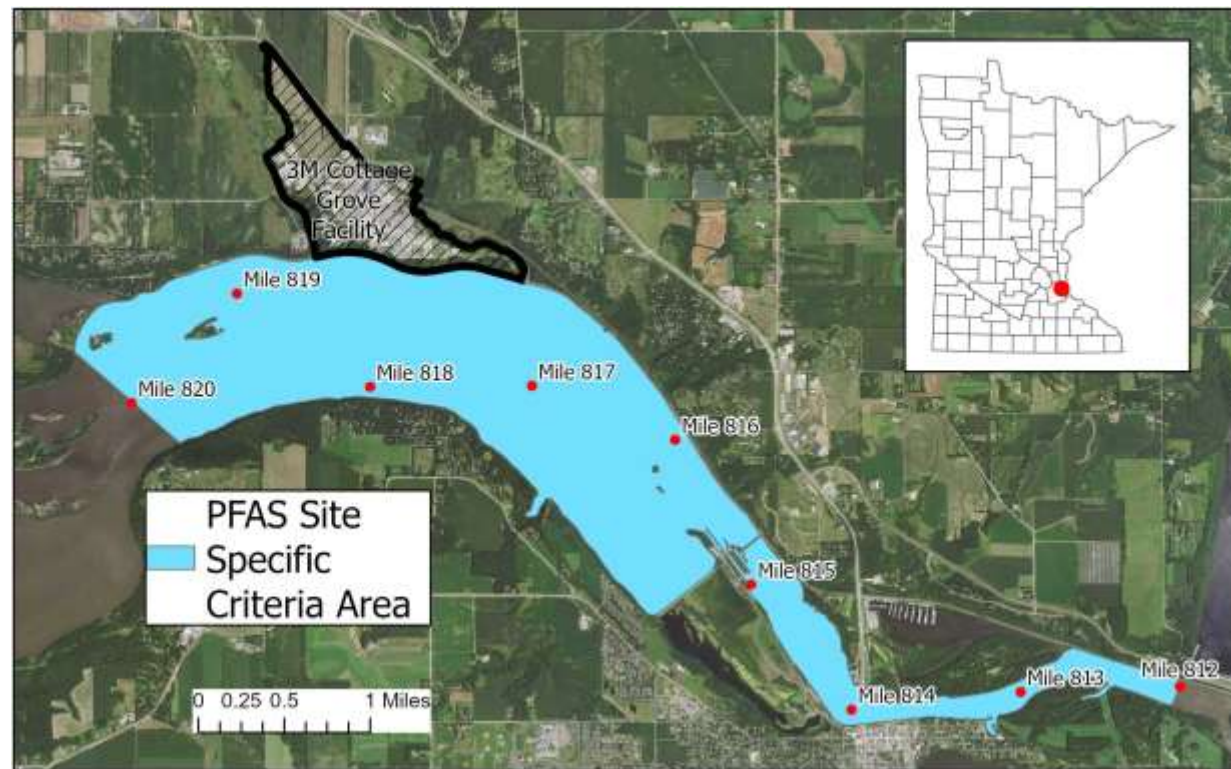 3M Cottage
Grove
Facility
Mile 819
Mile 820
Mile 818
Mile 817
Mile 816
Mile 815
Mile 814
Mile 813
Mile 812
PFAS Site
Specific
Criteria Area
0 0.25 0.5 1 Miles